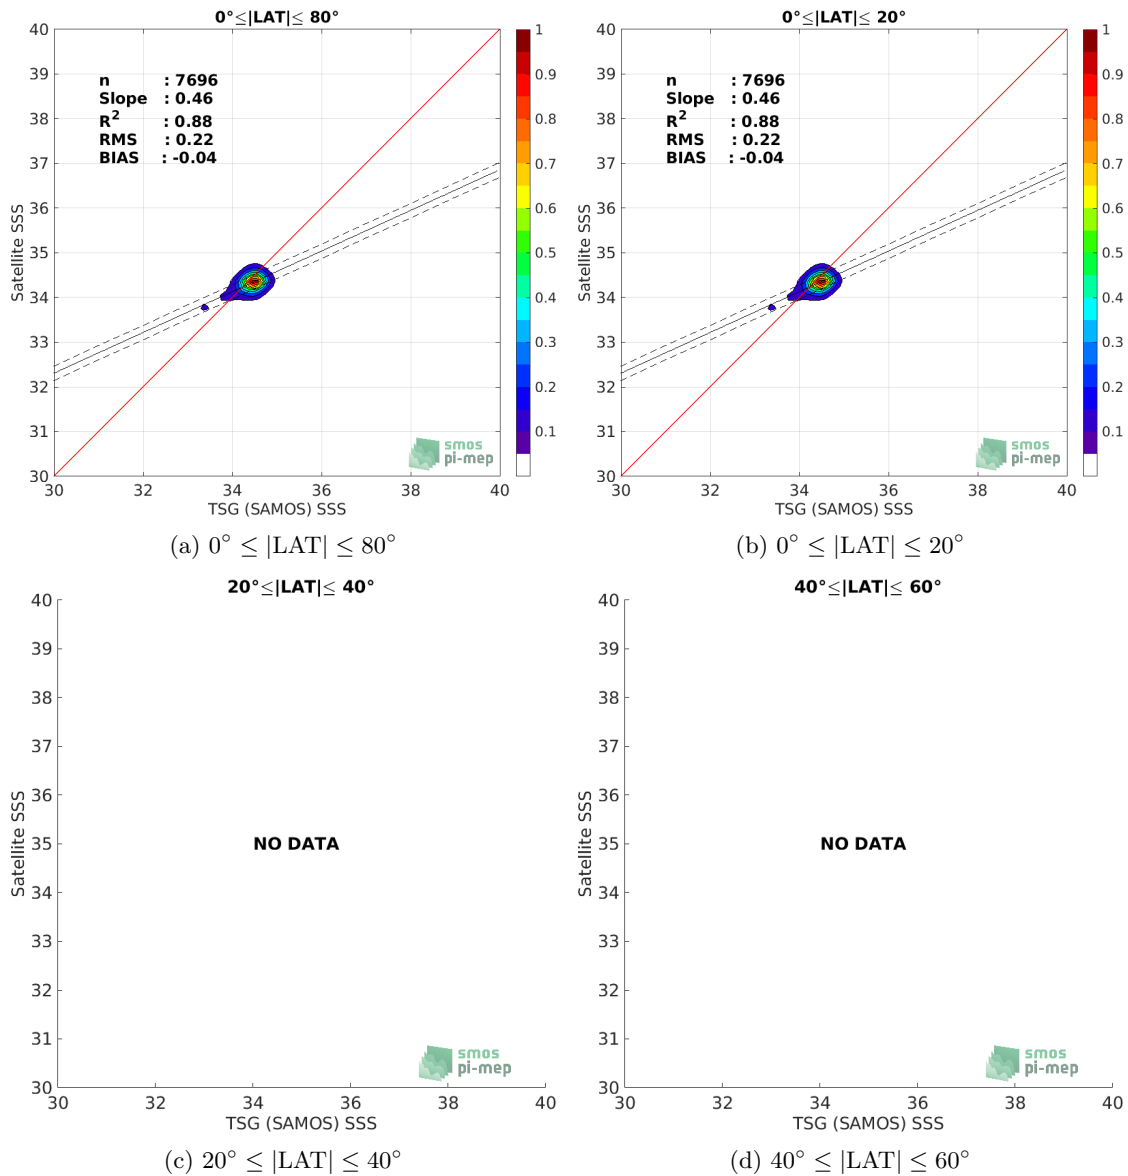 0°≤|LAT|≤ 80°
40
39
38
37
36
35
34
33
32
31
30
Satellite SSS
n : 7696
Slope : 0.46
R² : 0.88
RMS : 0.22
BIAS : -0.04
smos
pi-mep
30 32 34 36 38 40
TSG (SAMOS) SSS
1
0.9
0.8
0.7
0.6
0.5
0.4
0.3
0.2
0.1
(a) 0° ≤ |LAT| ≤ 80°
0°≤|LAT|≤ 20°
40
39
38
37
36
35
34
33
32
31
30
Satellite SSS
n : 7696
Slope : 0.46
R² : 0.88
RMS : 0.22
BIAS : -0.04
smos
pi-mep
30 32 34 36 38 40
TSG (SAMOS) SSS
1
0.9
0.8
0.7
0.6
0.5
0.4
0.3
0.2
0.1
(b) 0° ≤ |LAT| ≤ 20°
20°≤|LAT|≤ 40°
40
39
38
37
36
35
34
33
32
31
30
Satellite SSS
NO DATA
smos
pi-mep
30 32 34 36 38 40
TSG (SAMOS) SSS
(c) 20° ≤ |LAT| ≤ 40°
40°≤|LAT|≤ 60°
40
39
38
37
36
35
34
33
32
31
30
Satellite SSS
NO DATA
smos
pi-mep
30 32 34 36 38 40
TSG (SAMOS) SSS
(d) 40° ≤ |LAT| ≤ 60°